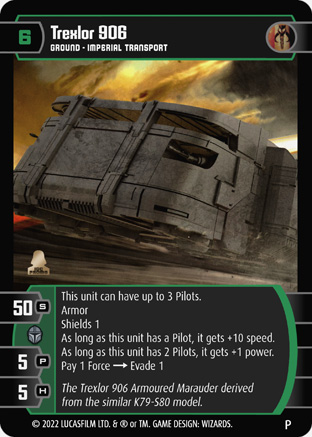 6
Trexlor 906
GROUND - IMPERIAL TRANSPORT
50 S
5 P
5 H
This unit can have up to 3 Pilots.
Armor
Shields 1
As long as this unit has a Pilot, it gets +10 speed.
As long as this unit has 2 Pilots, it gets +1 power.
Pay 1 Force → Evade 1
The Trexlor 906 Armoured Marauder derived
from the similar K79-S80 model.
© 2022 LUCASFILM LTD. & ® or TM. GAME DESIGN: WIZARDS.
P